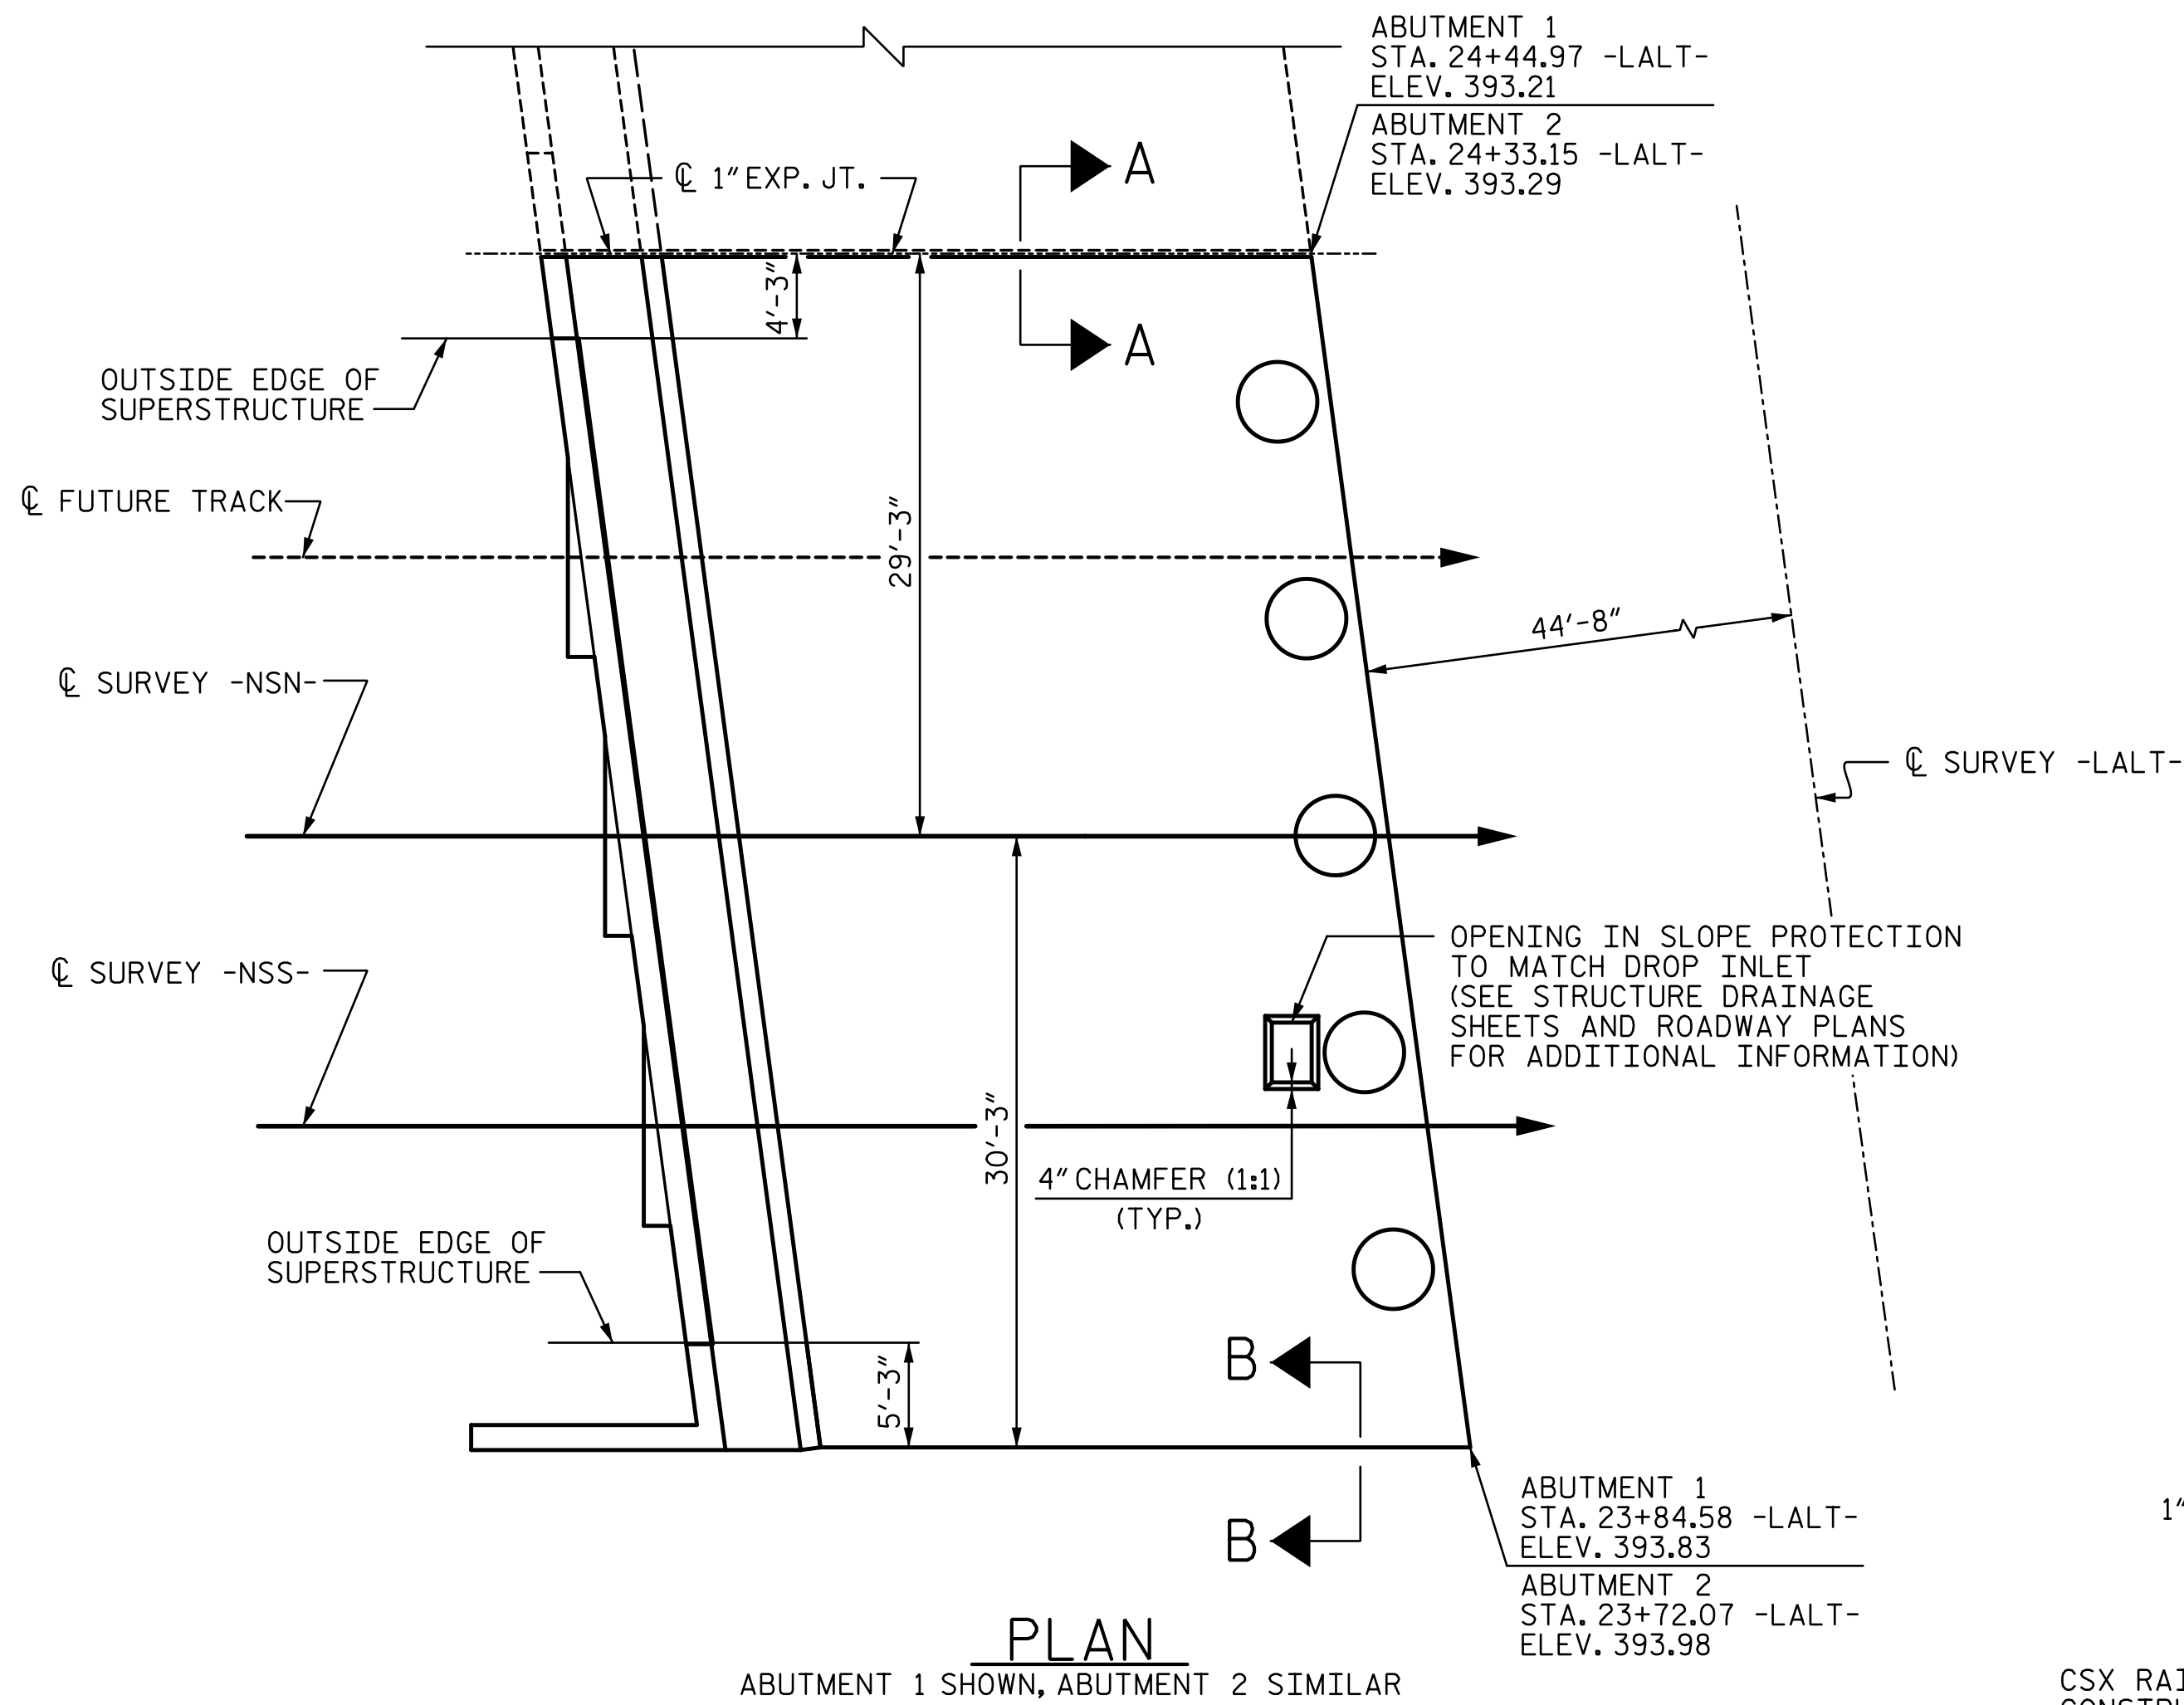 ABUTMENT 1
STA. 24+44.97 -LALT-
ELEV. 393.21
ABUTMENT 2
STA. 24+33.15 -LALT-
ELEV. 393.29
℄ 1" EXP. JT.
A
A
4'-3"
OUTSIDE EDGE OF
SUPERSTRUCTURE
℄ FUTURE TRACK
29'-3"
44'-8"
℄ SURVEY -NSN-
℄ SURVEY -LALT-
OPENING IN SLOPE PROTECTION
TO MATCH DROP INLET
(SEE STRUCTURE DRAINAGE
SHEETS AND ROADWAY PLANS
FOR ADDITIONAL INFORMATION)
℄ SURVEY -NSS-
30'-3"
4" CHAMFER (1:1)
(TYP.)
OUTSIDE EDGE OF
SUPERSTRUCTURE
5'-3"
B
B
ABUTMENT 1
STA. 23+84.58 -LALT-
ELEV. 393.83
ABUTMENT 2
STA. 23+72.07 -LALT-
ELEV. 393.98
1"
PLAN
ABUTMENT 1 SHOWN, ABUTMENT 2 SIMILAR
CSX